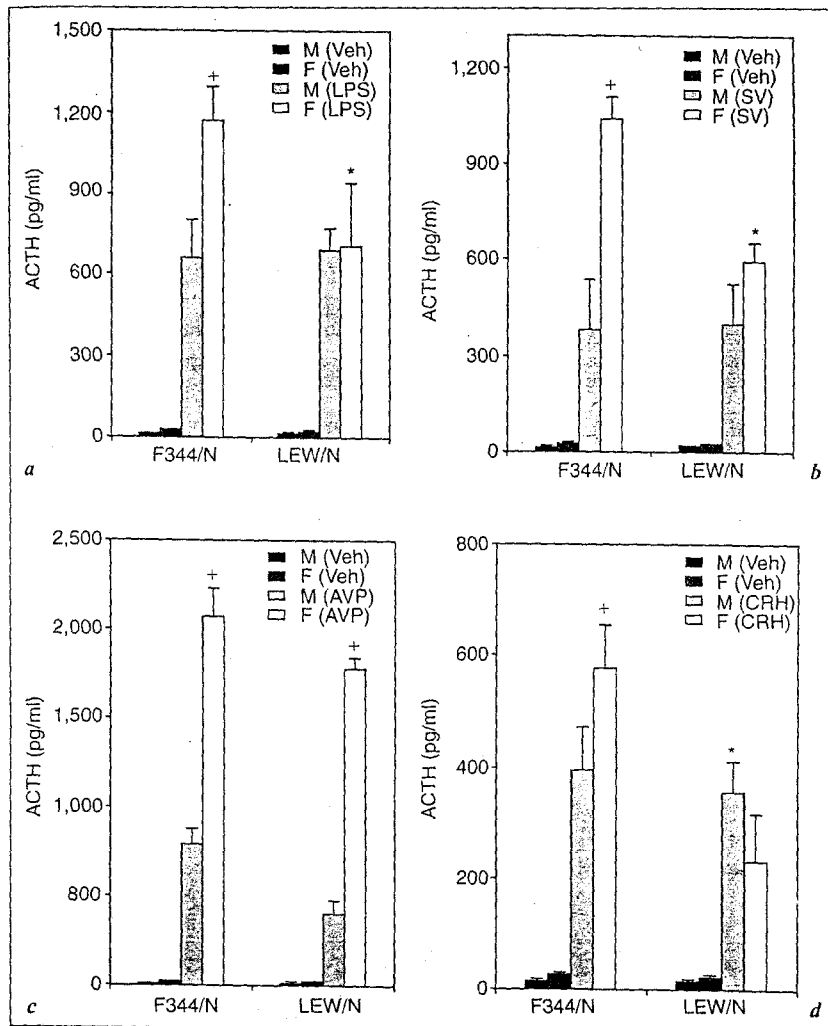 1,500
1,200
900
600
300
0
ACTH (pg/ml)
M (Veh)
F (Veh)
M (LPS)
F (LPS)
+
*
F344/N
LEW/N
a
1,300
900
600
300
0
ACTH (pg/ml)
M (Veh)
F (Veh)
M (SV)
F (SV)
+
*
F344/N
LEW/N
b
2,500
2,000
1,500
1,000
800
0
ACTH (pg/ml)
M (Veh)
F (Veh)
M (AVP)
F (AVP)
+
+
F344/N
LEW/N
c
800
600
400
200
0
ACTH (pg/ml)
M (Veh)
F (Veh)
M (CRH)
F (CRH)
+
*
F344/N
LEW/N
d